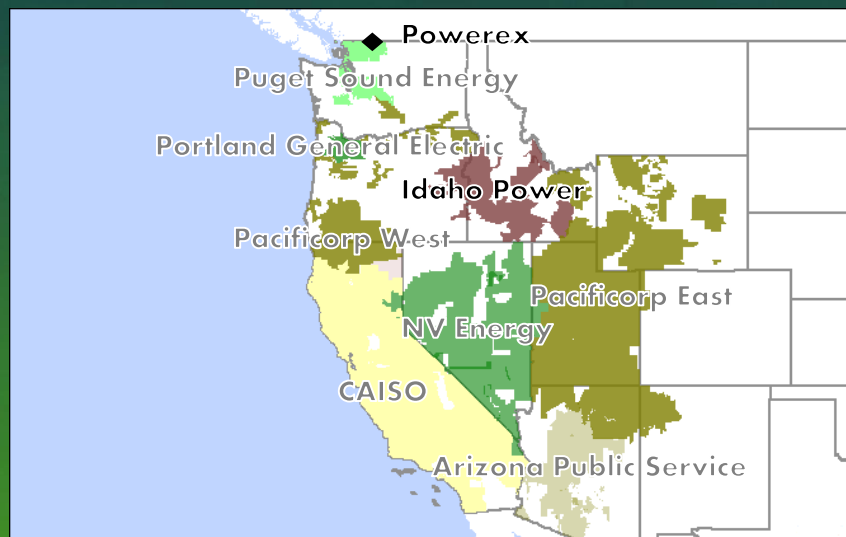 Powerex
Puget Sound Energy
Portland General Electric
Idaho Power
Pacificorp West
Pacificorp East
NV Energy
CAISO
Arizona Public Service